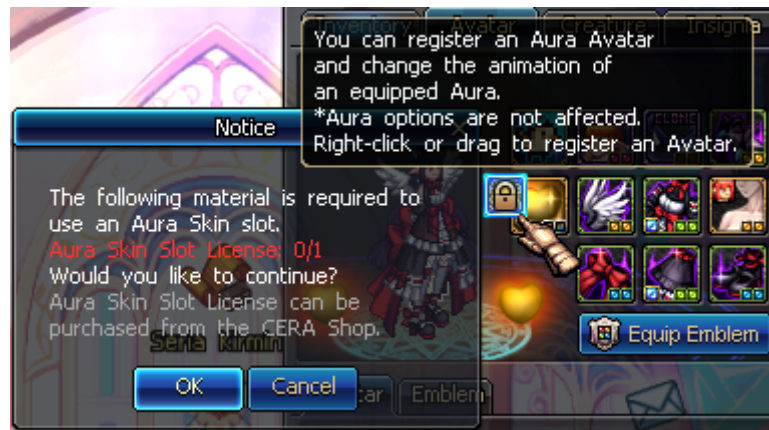 Inventory Avatar Creature Insignia
You can register an Aura Avatar
and change the animation of
an equipped Aura.
*Aura options are not affected.
Right-click or drag to register an Avatar.
Notice
The following material is required to
use an Aura Skin slot.
Aura Skin Slot License: 0/1
Would you like to continue?
Aura Skin Slot License can be
purchased from the CERA Shop.
Seria Kirmin
OK Cancel
Emblem
CLONE
Equip Emblem